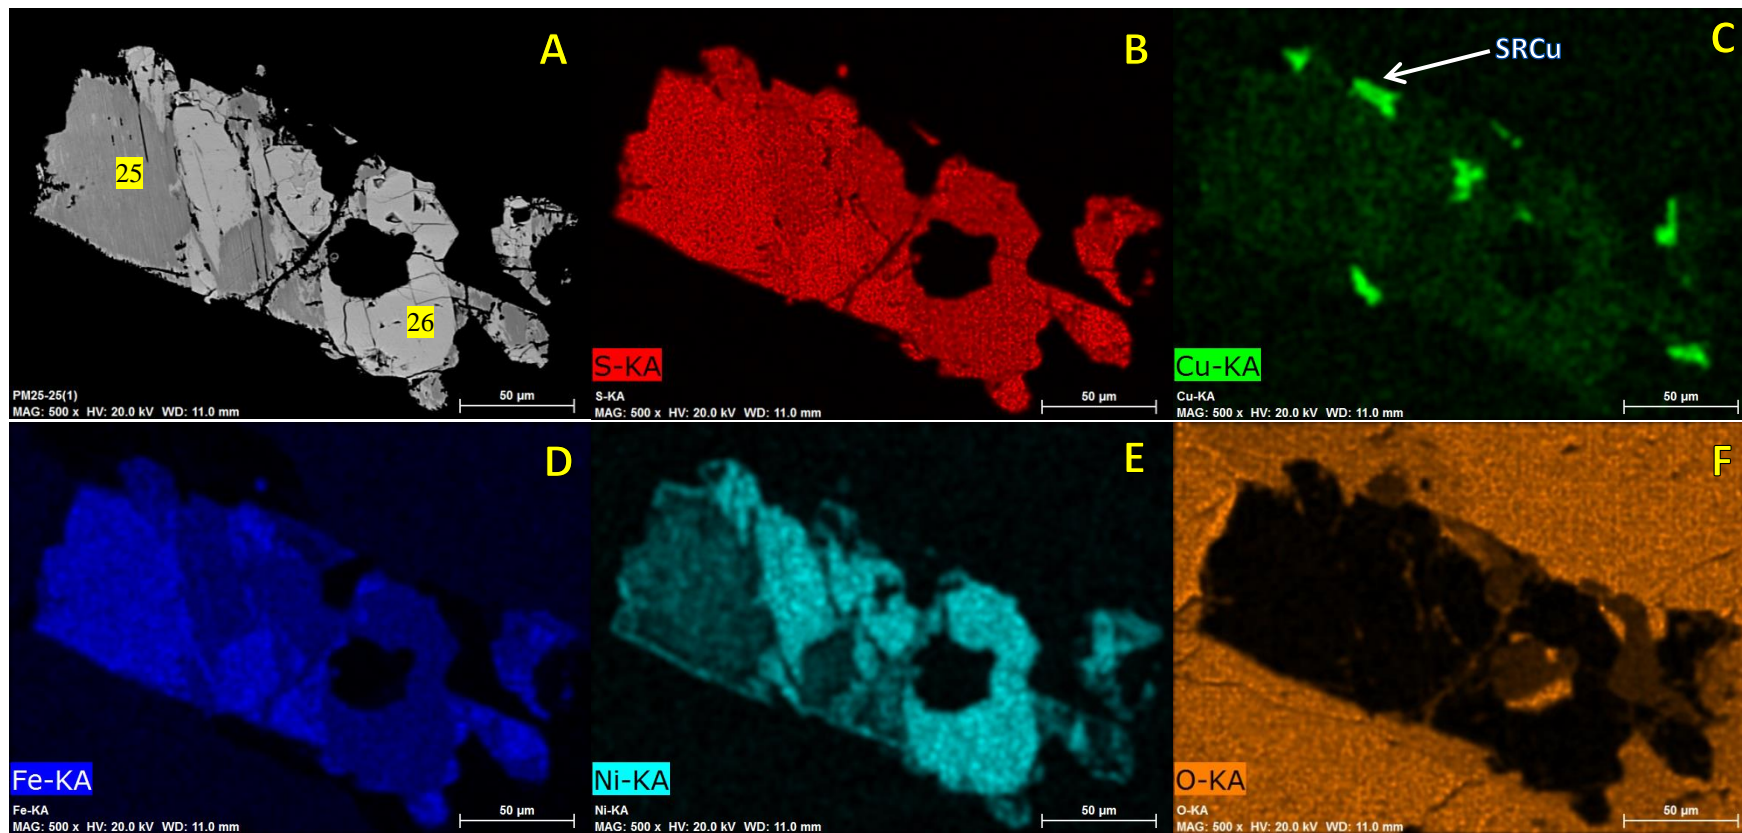 A
25
26
PM25-25(1)
MAG: 500 x HV: 20.0 kV WD: 11.0 mm
50 µm
B
S-KA
S-KA
MAG: 500 x HV: 20.0 kV WD: 11.0 mm
50 µm
C
SRCu
Cu-KA
Cu-KA
MAG: 500 x HV: 20.0 kV WD: 11.0 mm
50 µm
D
Fe-KA
Fe-KA
MAG: 500 x HV: 20.0 kV WD: 11.0 mm
50 µm
E
Ni-KA
Ni-KA
MAG: 500 x HV: 20.0 kV WD: 11.0 mm
50 µm
F
O-KA
O-KA
MAG: 500 x HV: 20.0 kV WD: 11.0 mm
50 µm